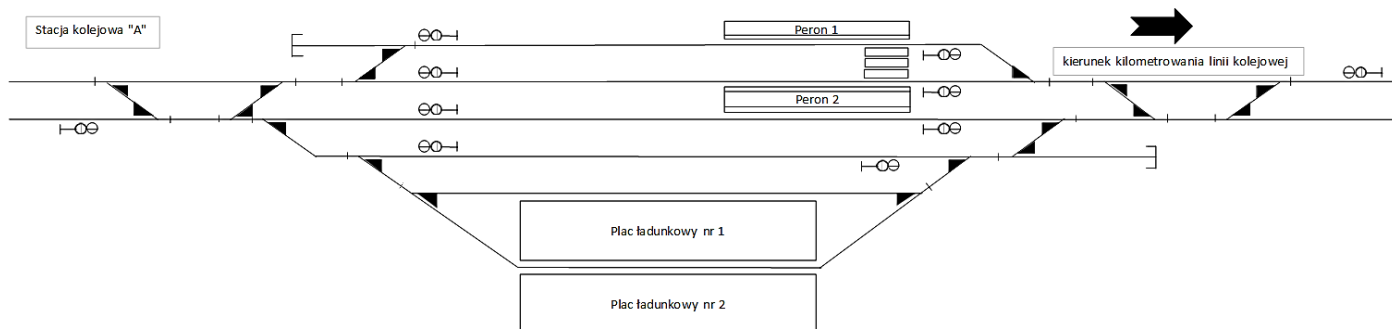 Stacja kolejowa "A"
Peron 1
kierunek kilometrowania linii kolejowej
Peron 2
Plac ładunkowy nr 1
Plac ładunkowy nr 2